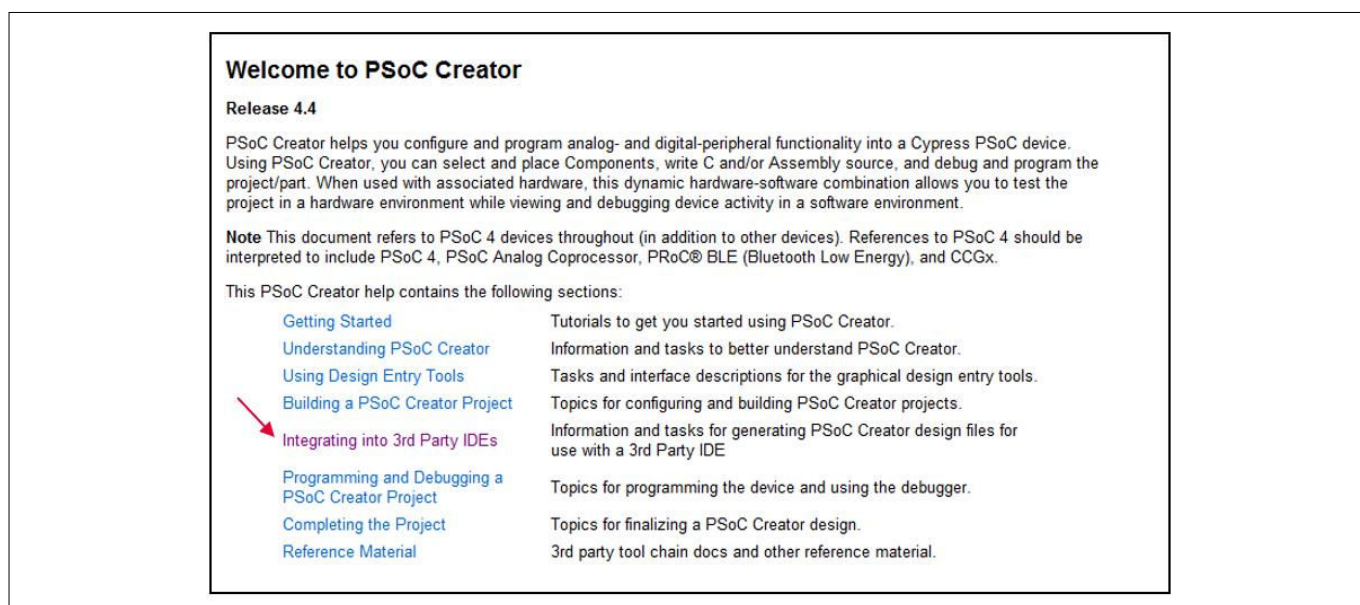 Welcome to PSoC Creator
Release 4.4
PSoC Creator helps you configure and program analog- and digital-peripheral functionality into a Cypress PSoC device.
Using PSoC Creator, you can select and place Components, write C and/or Assembly source, and debug and program the
project/part. When used with associated hardware, this dynamic hardware-software combination allows you to test the
project in a hardware environment while viewing and debugging device activity in a software environment.
Note This document refers to PSoC 4 devices throughout (in addition to other devices). References to PSoC 4 should be
interpreted to include PSoC 4, PSoC Analog Coprocessor, PRoC® BLE (Bluetooth Low Energy), and CCGx.
This PSoC Creator help contains the following sections:
Getting Started Tutorials to get you started using PSoC Creator.
Understanding PSoC Creator Information and tasks to better understand PSoC Creator.
Using Design Entry Tools Tasks and interface descriptions for the graphical design entry tools.
Building a PSoC Creator Project Topics for configuring and building PSoC Creator projects.
Integrating into 3rd Party IDEs Information and tasks for generating PSoC Creator design files for
use with a 3rd Party IDE
Programming and Debugging a
PSoC Creator Project Topics for programming the device and using the debugger.
Completing the Project Topics for finalizing a PSoC Creator design.
Reference Material 3rd party tool chain docs and other reference material.